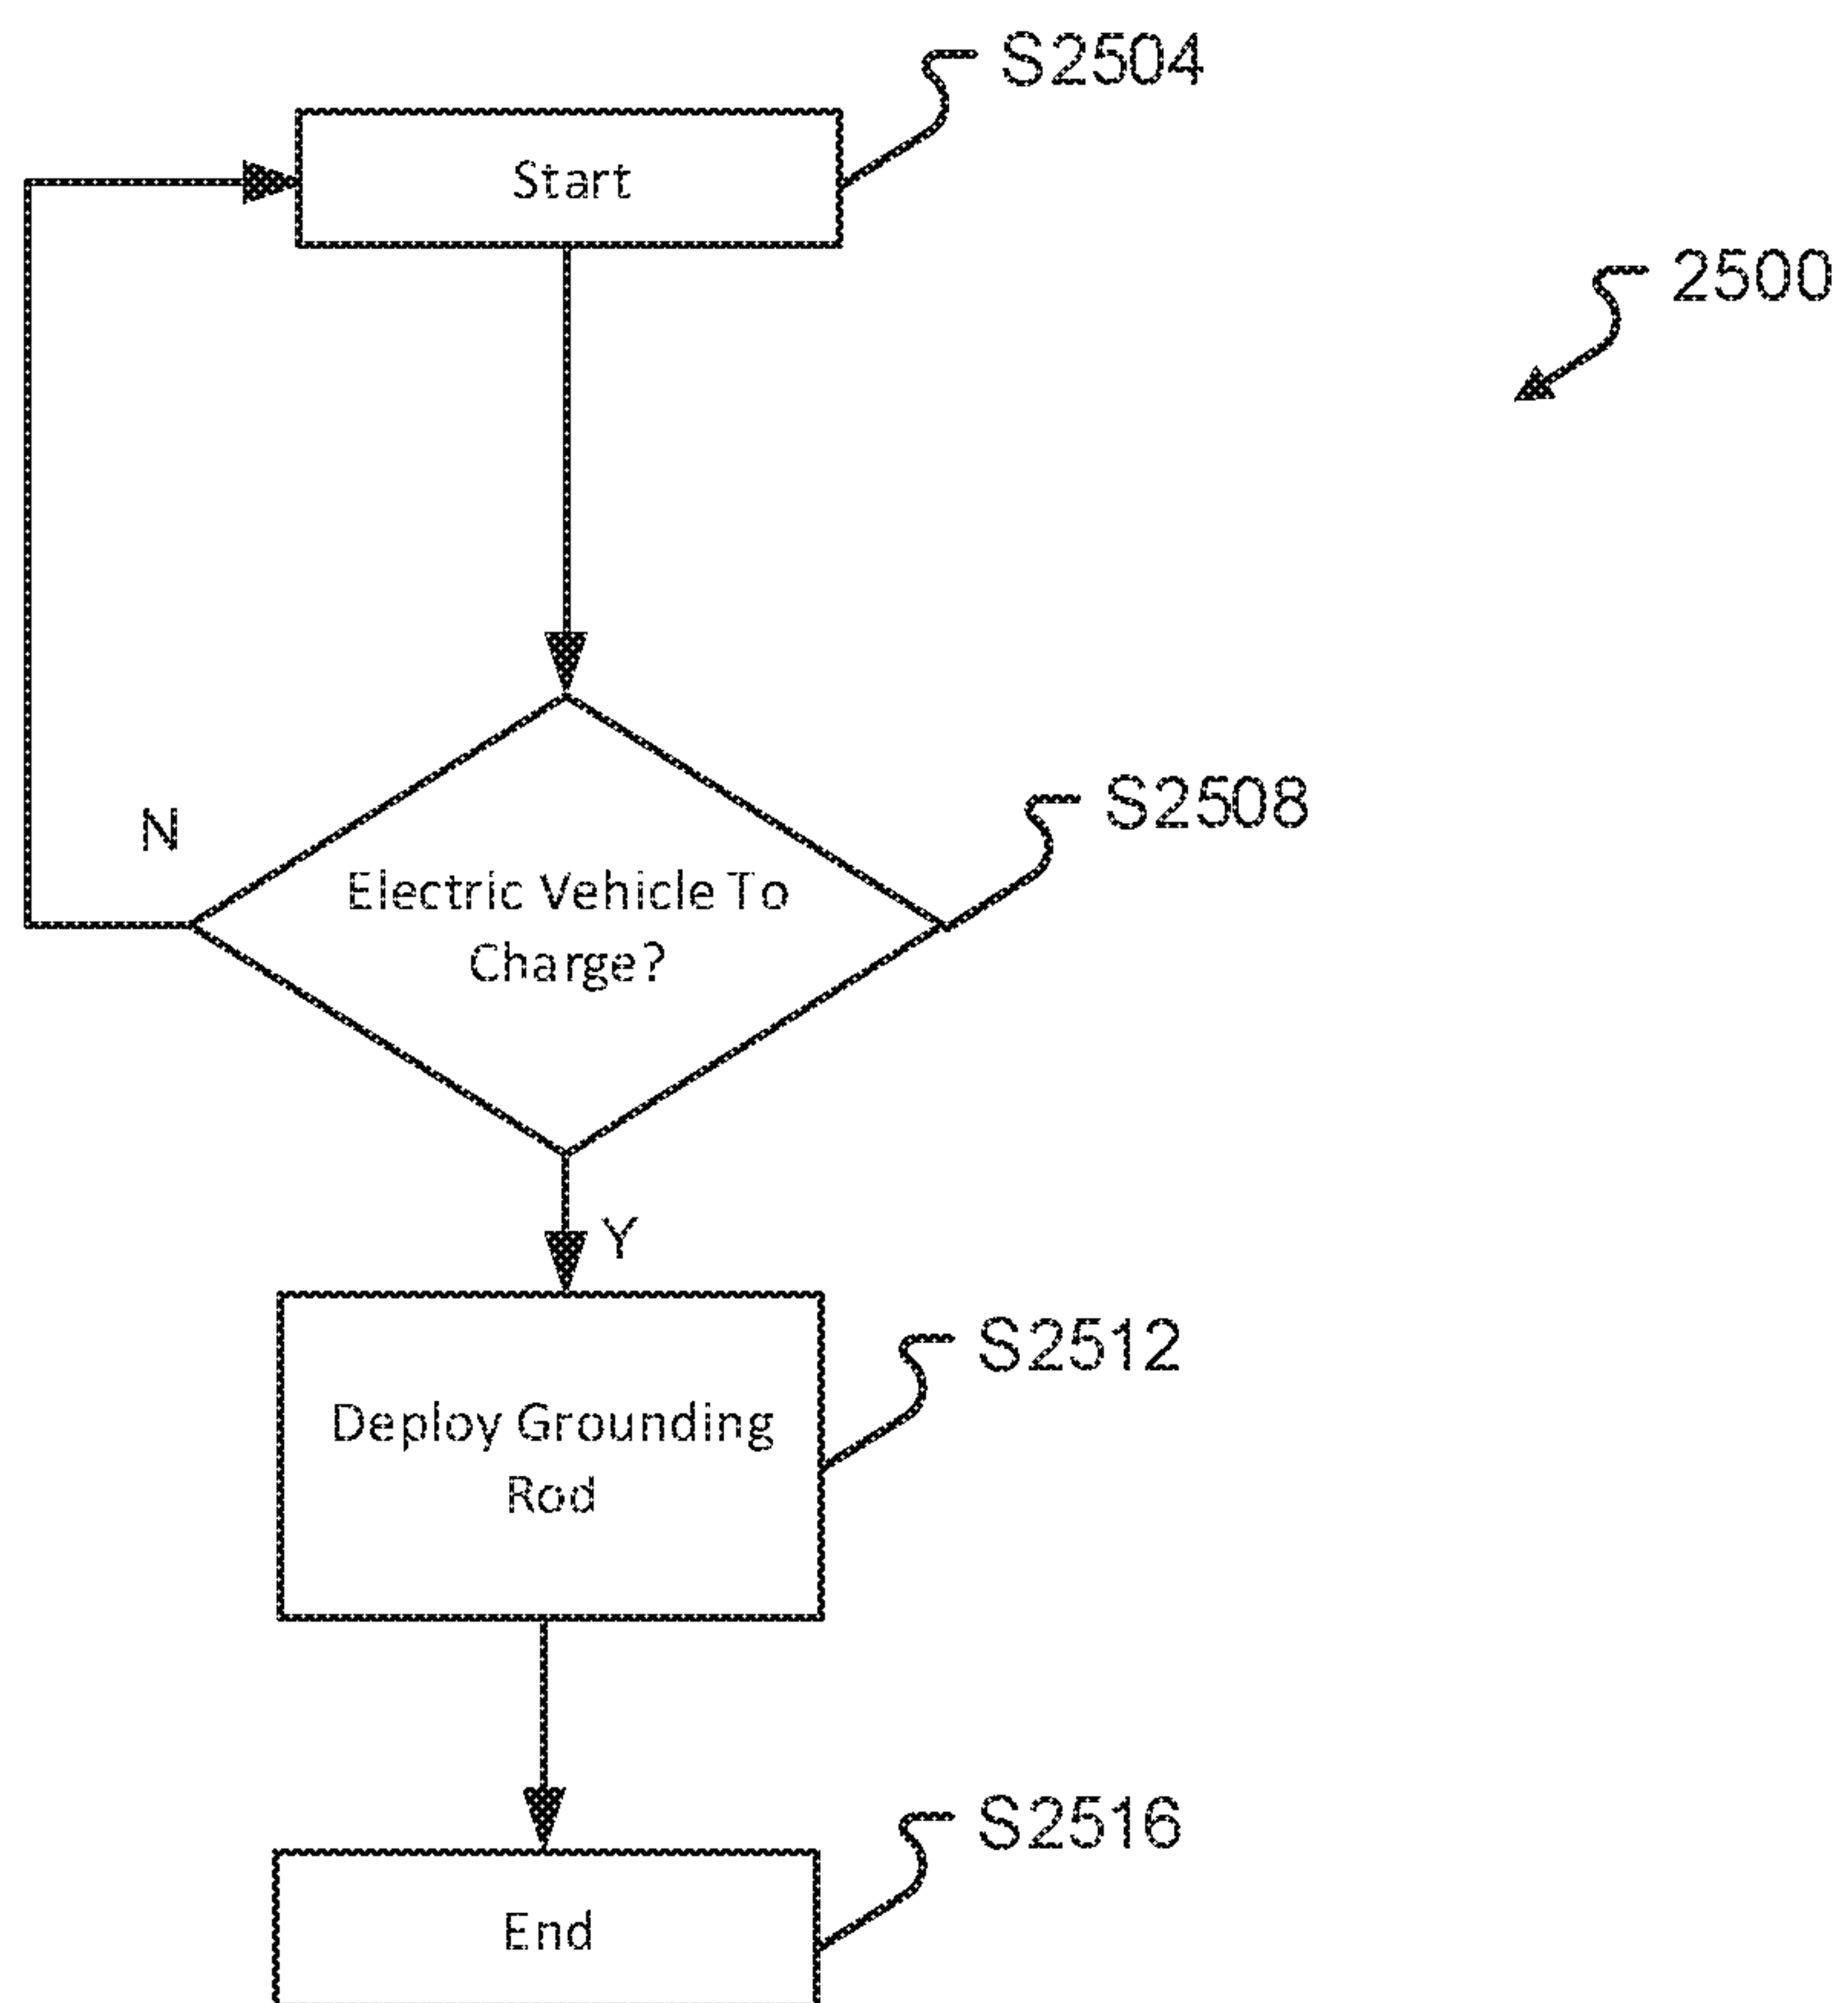 S2504
Start
2500
S2508
N
Electric Vehicle To
Charge?
Y
S2512
Deploy Grounding
Rod
S2516
End